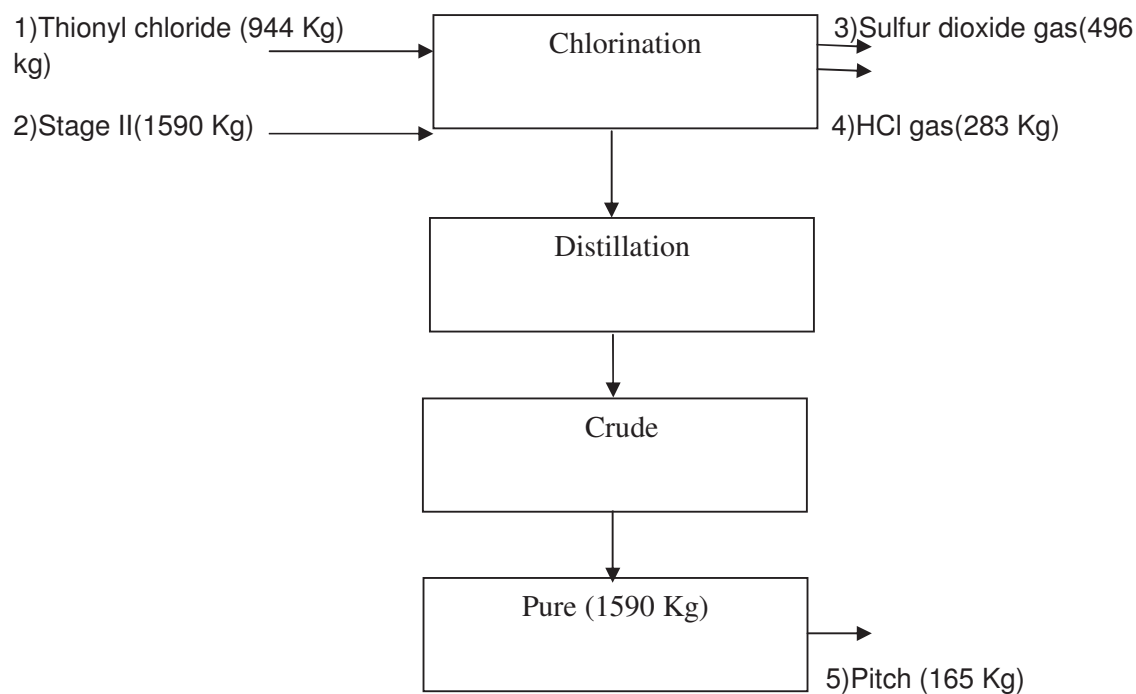 1)Thionyl chloride (944 Kg)
Chlorination
3)Sulfur dioxide gas(496
kg)
2)Stage II(1590 Kg)
4)HCl gas(283 Kg)
Distillation
Crude
Pure (1590 Kg)
5)Pitch (165 Kg)